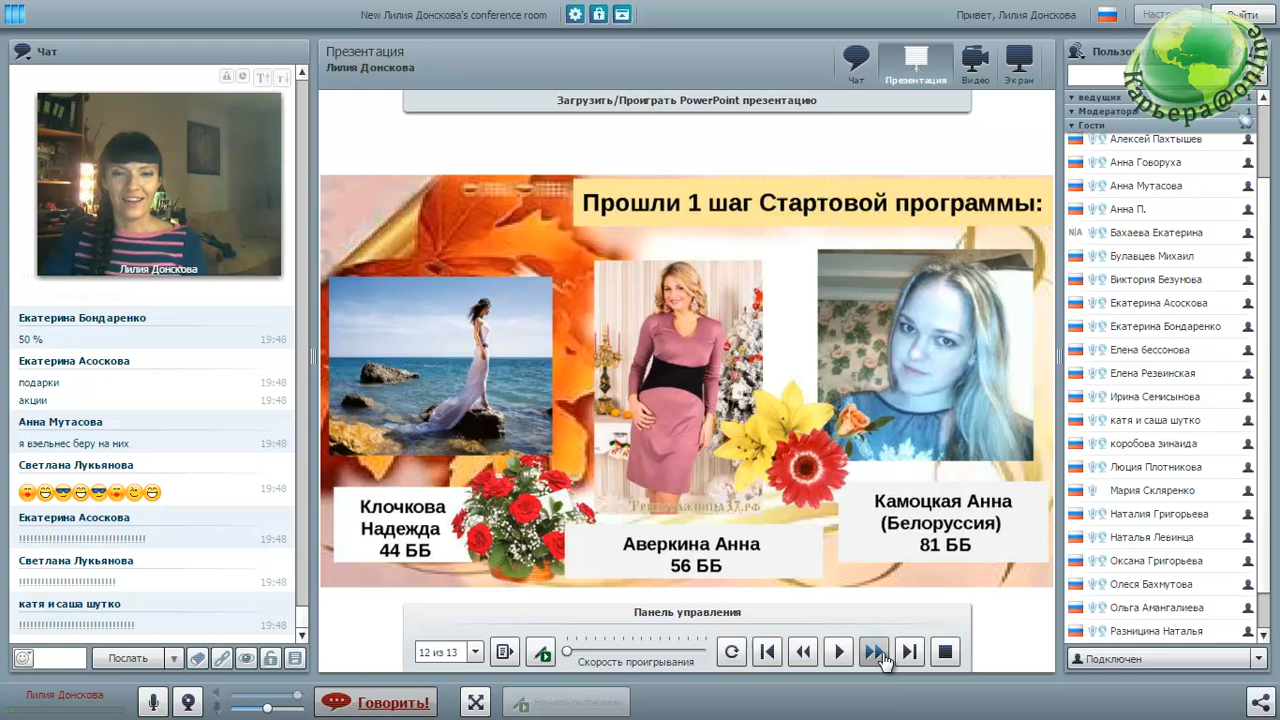 New Лилия Донскова's conference room
Привет, Лилия Донскова
Выйти
Карьера@online
Чат
Лилия Донскова
Екатерина Бондаренко
50 %
19:48
Екатерина Асоскова
подарки
19:48
акции
19:48
Анна Мутасова
я взельнес беру на них
19:48
Светлана Лукьянова
19:48
Екатерина Асоскова
!!!!!!!!!!!!!!!!!!!!!!!!!!!!!!!!!
19:48
Светлана Лукьянова
!!!!!!!!!!!!!!!!!!!!!!!!!
19:48
катя и саша шутко
!!!!!!!!!!!!!!!!!!!!!!!!!!!!!!
19:48
Послать
Презентация
Лилия Донскова
Чат
Презентация
Видео
Экран
Загрузить/Проиграть PowerPoint презентацию
Прошли 1 шаг Стартовой программы:
Клочкова
Надежда
44 ББ
Аверкина Анна
56 ББ
Камоцкая Анна
(Белоруссия)
81 ББ
Панель управления
12 из 13
Скорость проигрывания
ведущих 1
Модератора 1
Гости
Алексей Пахтышев
Анна Говоруха
Анна Мутасова
Анна П.
N|A Бахаева Екатерина
Булавцев Михаил
Виктория Безумова
Екатерина Асоскова
Екатерина Бондаренко
Елена бессонова
Елена Резвинская
Ирина Семисынова
катя и саша шутко
коробова зинаида
Люция Плотникова
Мария Скляренко
Наталия Григорьева
Наталья Левинца
Оксана Григорьева
Олеся Бахмутова
Ольга Амангалиева
Разницина Наталья
Подключен
Лилия Донскова
Говорить!